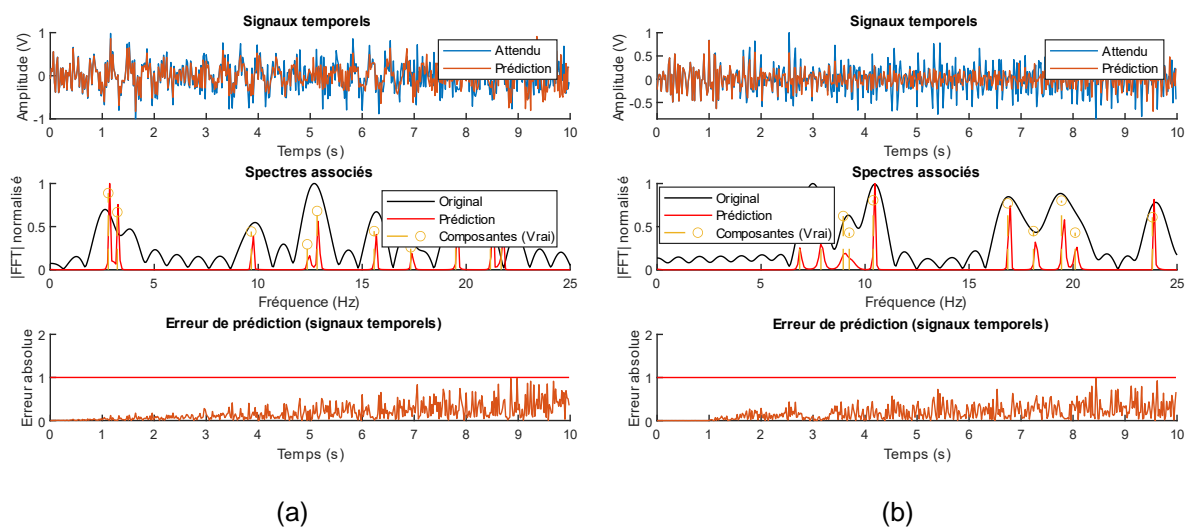 Signaux temporels
Amplitude (V)
1
0
-1
Attendu
Prédiction
0 1 2 3 4 5 6 7 8 9 10
Temps (s)
Spectres associés
|FFT| normalisé
1
0.5
0
Original
Prédiction
Composantes (Vrai)
0 5 10 15 20 25
Fréquence (Hz)
Erreur de prédiction (signaux temporels)
Erreur absolue
2
1
0
0 1 2 3 4 5 6 7 8 9 10
Temps (s)
(a)
Signaux temporels
Amplitude (V)
1
0.5
0
-0.5
Attendu
Prédiction
0 1 2 3 4 5 6 7 8 9 10
Temps (s)
Spectres associés
|FFT| normalisé
1
0.5
0
Original
Prédiction
Composantes (Vrai)
0 5 10 15 20 25
Fréquence (Hz)
Erreur de prédiction (signaux temporels)
Erreur absolue
2
1
0
0 1 2 3 4 5 6 7 8 9 10
Temps (s)
(b)